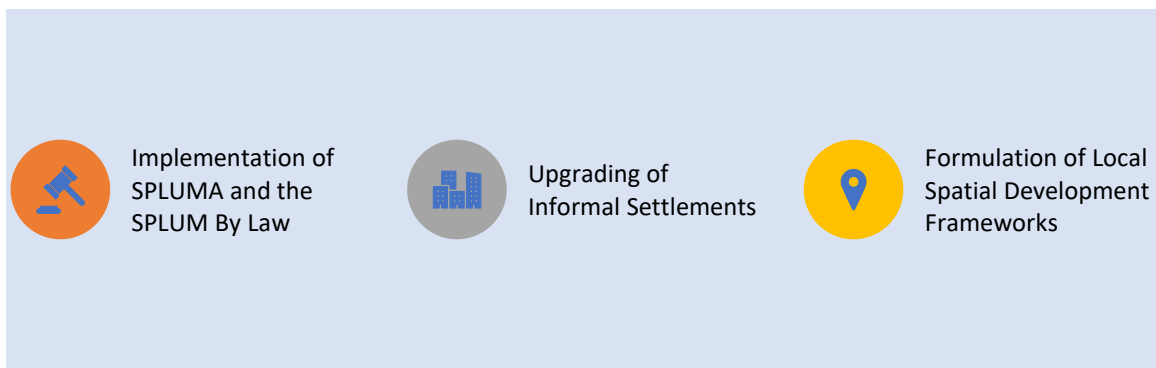 Implementation of
SPLUMA and the
SPLUM By Law
Upgrading of
Informal Settlements
Formulation of Local
Spatial Development
Frameworks